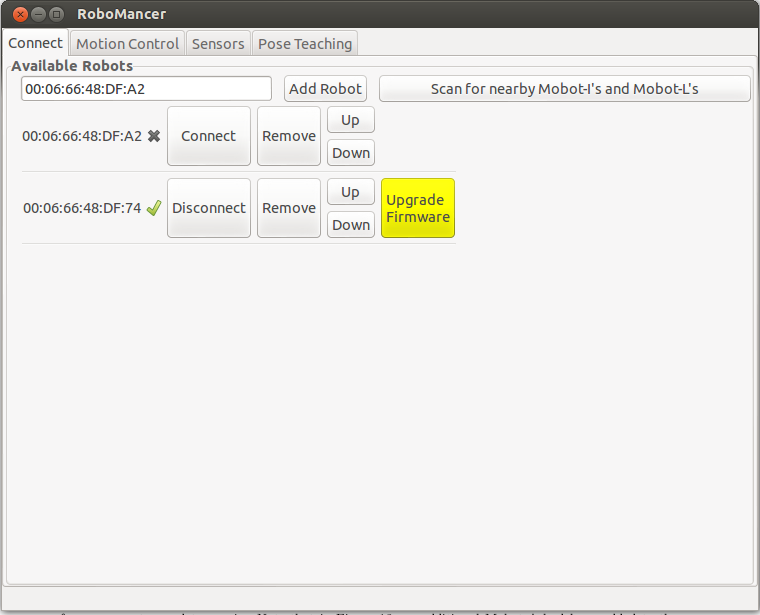 RoboMancer
Connect Motion Control Sensors Pose Teaching
Available Robots
00:06:66:48:DF:A2 Add Robot Scan for nearby Mobot-I's and Mobot-L's
00:06:66:48:DF:A2 Connect Remove Up
Down
00:06:66:48:DF:74 Disconnect Remove Up Upgrade
Down Firmware